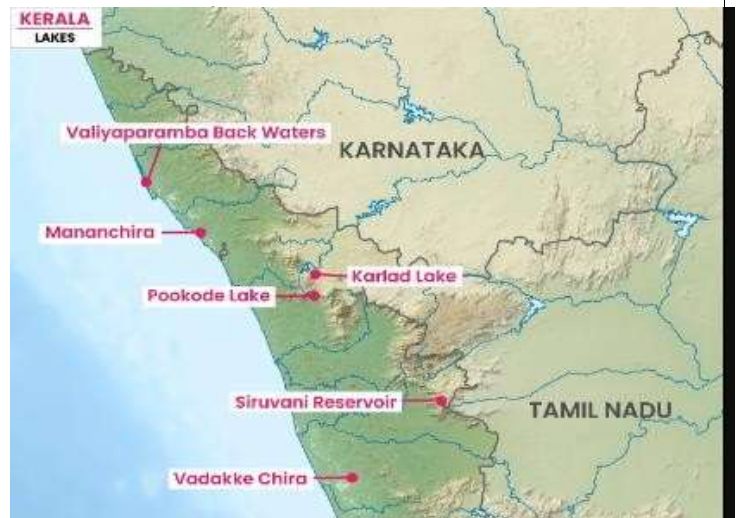 KERALA
LAKES
Valiyaparamba Back Waters
KARNATAKA
Mananchira
Karlad Lake
Pookode Lake
Siruvani Reservoir
TAMIL NADU
Vadakke Chira